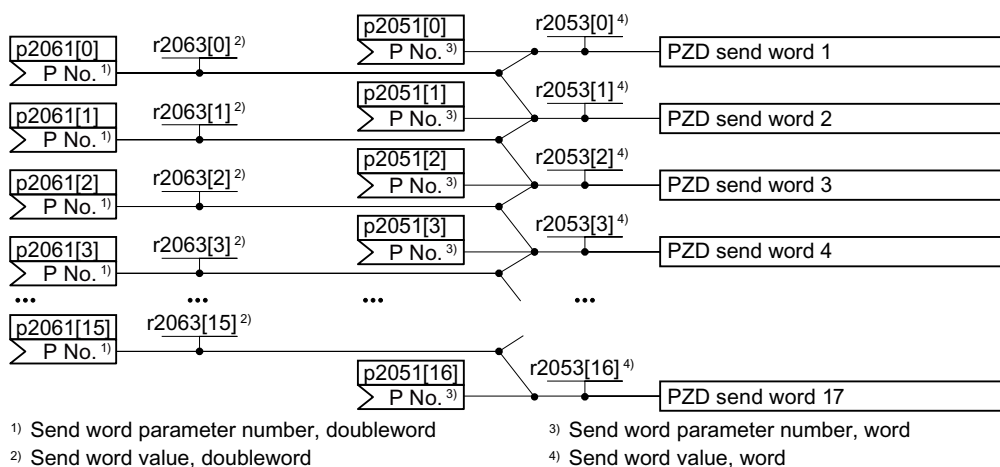 p2051[0] r2053[0] 4)
p2061[0] r2063[0] 2) P No. 3) PZD send word 1
P No. 1)
p2051[1] r2053[1] 4)
p2061[1] r2063[1] 2) P No. 3) PZD send word 2
P No. 1)
p2051[2] r2053[2] 4)
p2061[2] r2063[2] 2) P No. 3) PZD send word 3
P No. 1)
p2051[3] r2053[3] 4)
p2061[3] r2063[3] 2) P No. 3) PZD send word 4
P No. 1)
... ... ... ...
p2061[15] r2063[15] 2)
P No. 1)
p2051[16] r2053[16] 4)
P No. 3) PZD send word 17
1) Send word parameter number, doubleword 3) Send word parameter number, word
2) Send word value, doubleword 4) Send word value, word